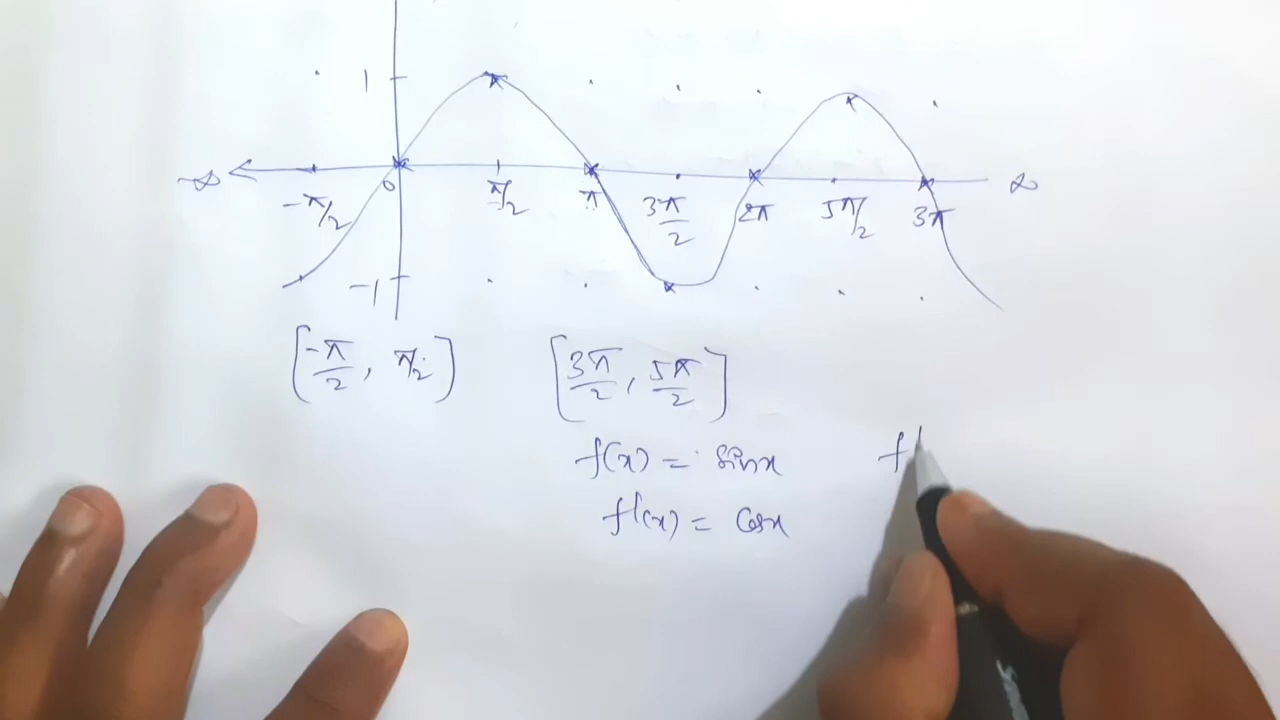 1
-∞ 0 ∞
-π/2 π/2 π 3π/2 2π 5π/2 3π
-1
[-π/2, π/2] [3π/2, 5π/2]
f(x) = sinx f
f'(x) = cosx